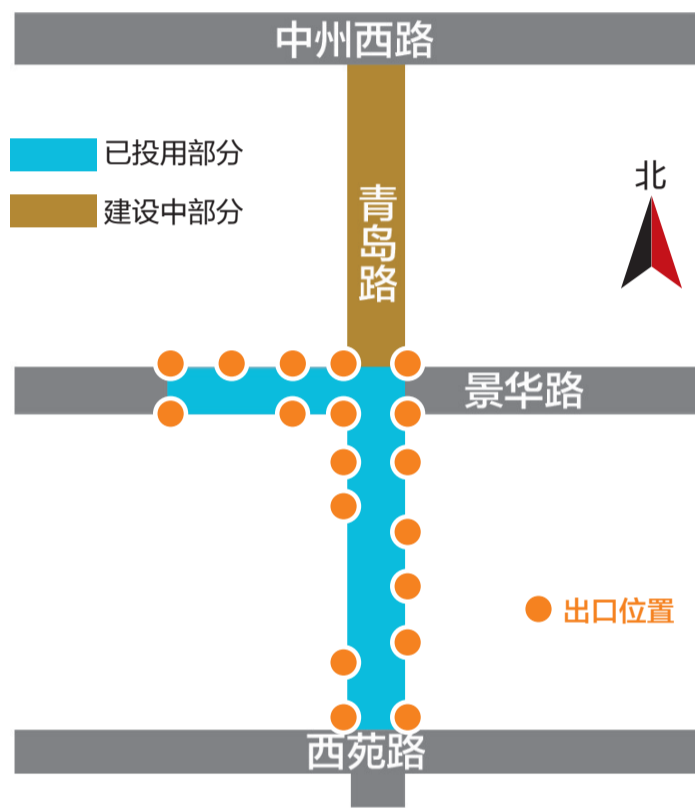 中州西路
已投用部分
建设中部分
青岛路
北
景华路
出口位置
西苑路